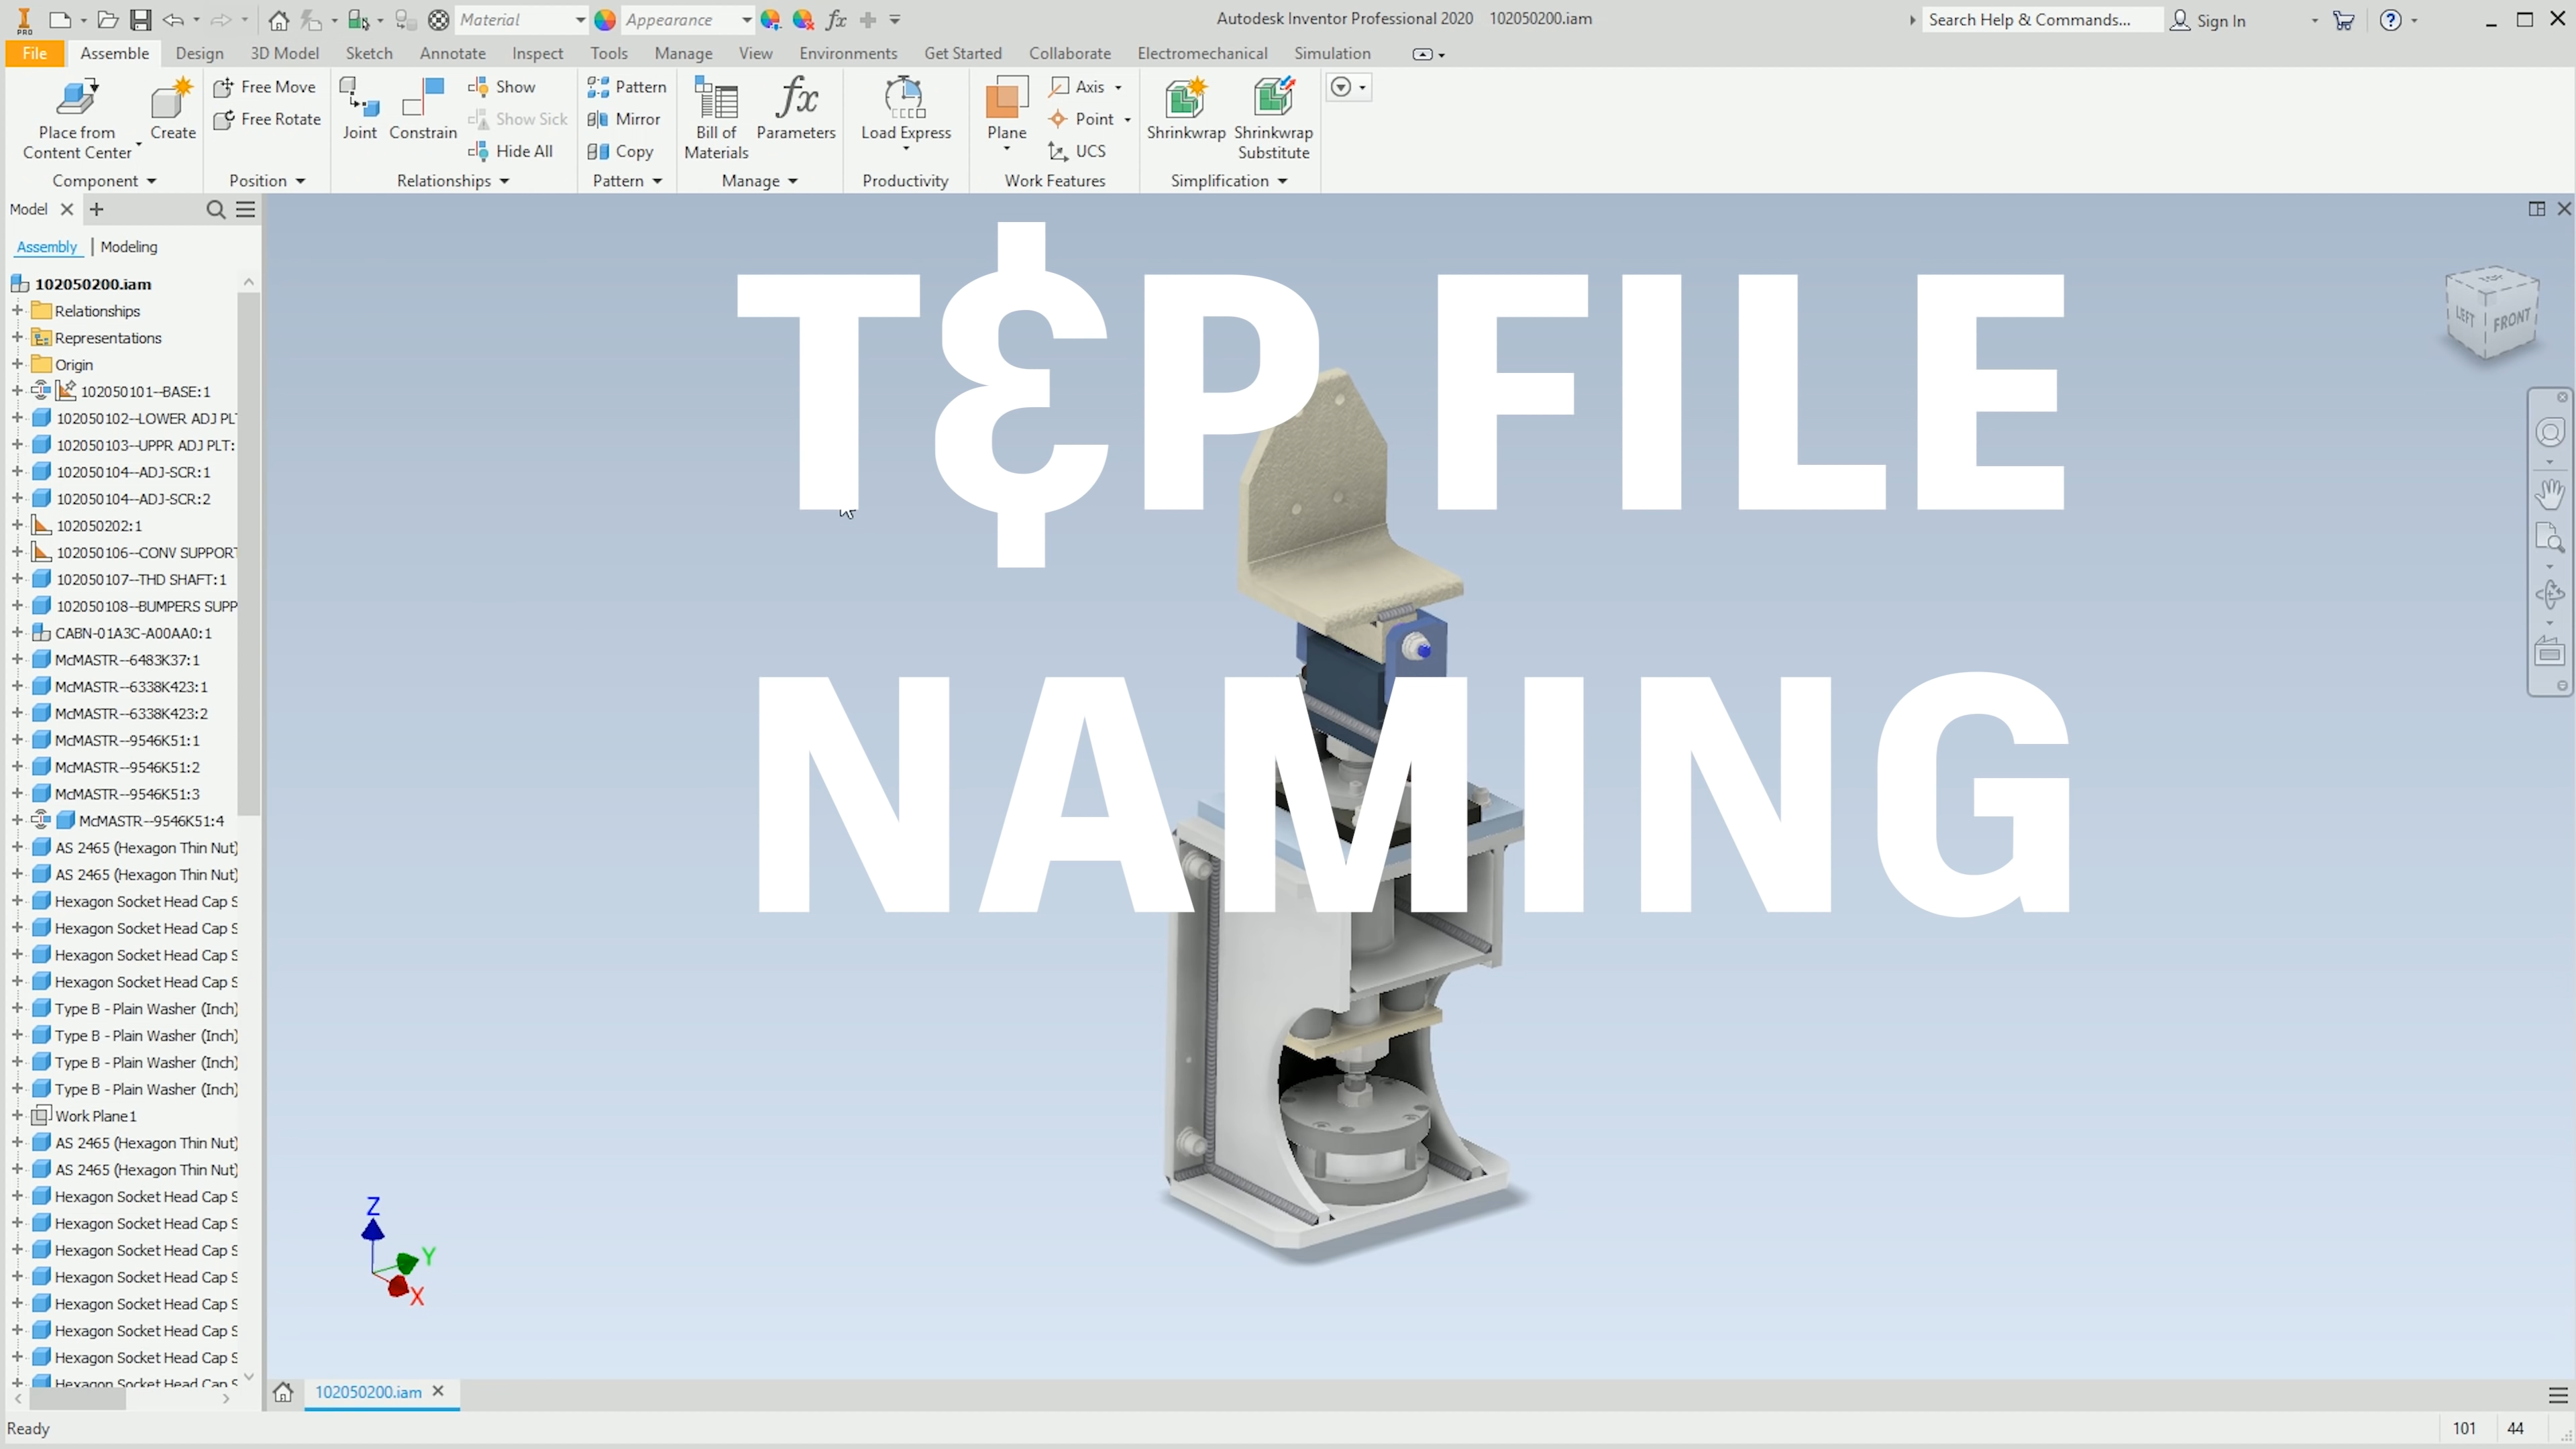 PRO
Material
Appearance
fx
Autodesk Inventor Professional 2020 102050200.iam
Search Help & Commands...
Sign In
File Assemble Design 3D Model Sketch Annotate Inspect Tools Manage View Environments Get Started Collaborate Electromechanical Simulation
Place from Content Center
Create
Component
Free Move
Free Rotate
Position
Joint
Constrain
Show
Show Sick
Hide All
Relationships
Pattern
Mirror
Copy
Pattern
Bill of Materials
fx
Parameters
Manage
Load Express
Productivity
Plane
Axis
Point
UCS
Work Features
Shrinkwrap
Shrinkwrap Substitute
Simplification
Model
Assembly | Modeling
102050200.iam
Relationships
Representations
Origin
102050101--BASE:1
102050102--LOWER ADJ PL
102050103--UPPR ADJ PLT:
102050104--ADJ-SCR:1
102050104--ADJ-SCR:2
102050202:1
102050106--CONV SUPPORT
102050107--THD SHAFT:1
102050108--BUMPERS SUPP
CABN-01A3C-A00AA0:1
McMASTR--6483K37:1
McMASTR--6338K423:1
McMASTR--6338K423:2
McMASTR--9546K51:1
McMASTR--9546K51:2
McMASTR--9546K51:3
McMASTR--9546K51:4
AS 2465 (Hexagon Thin Nut)
AS 2465 (Hexagon Thin Nut)
Hexagon Socket Head Cap S
Hexagon Socket Head Cap S
Hexagon Socket Head Cap S
Hexagon Socket Head Cap S
Type B - Plain Washer (Inch)
Type B - Plain Washer (Inch)
Type B - Plain Washer (Inch)
Type B - Plain Washer (Inch)
Work Plane1
AS 2465 (Hexagon Thin Nut)
AS 2465 (Hexagon Thin Nut)
Hexagon Socket Head Cap S
Hexagon Socket Head Cap S
Hexagon Socket Head Cap S
Hexagon Socket Head Cap S
Hexagon Socket Head Cap S
Hexagon Socket Head Cap S
Hexagon Socket Head Cap S
Hexagon Socket Head Cap S
T&P FILE
NAMING
TOP
LEFT
FRONT
Z
Y
X
102050200.iam
Ready
101 44